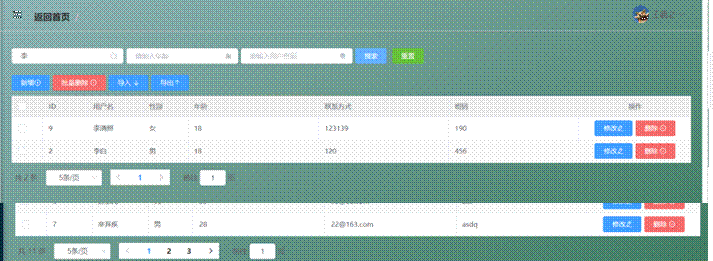 返回首页 /
李
搜索 重置
新增 批量删除 导入 导出
ID 用户名 性别 年龄 联系方式 密码 操作
9 李清照 女 18 123139 190 修改 删除
2 李白 男 18 120 456 修改 删除
共 2 条 5条/页 1 前往 1 页
7 辛弃疾 男 28 22@163.com asdq 修改 删除
共 11 条 5条/页 1 2 3 前往 1 页